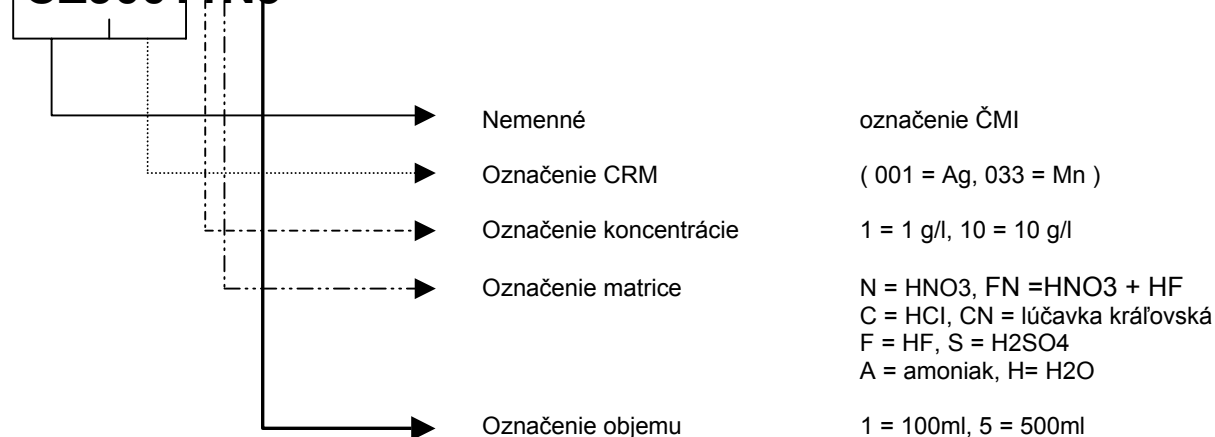 Nemenné označenie ČMI
Označenie CRM ( 001 = Ag, 033 = Mn )
Označenie koncentrácie 1 = 1 g/l, 10 = 10 g/l
Označenie matrice N = HNO3, FN =HNO3 + HF
C = HCl, CN = lúčavka kráľovská
F = HF, S = H2SO4
A = amoniak, H= H2O
Označenie objemu 1 = 100ml, 5 = 500ml